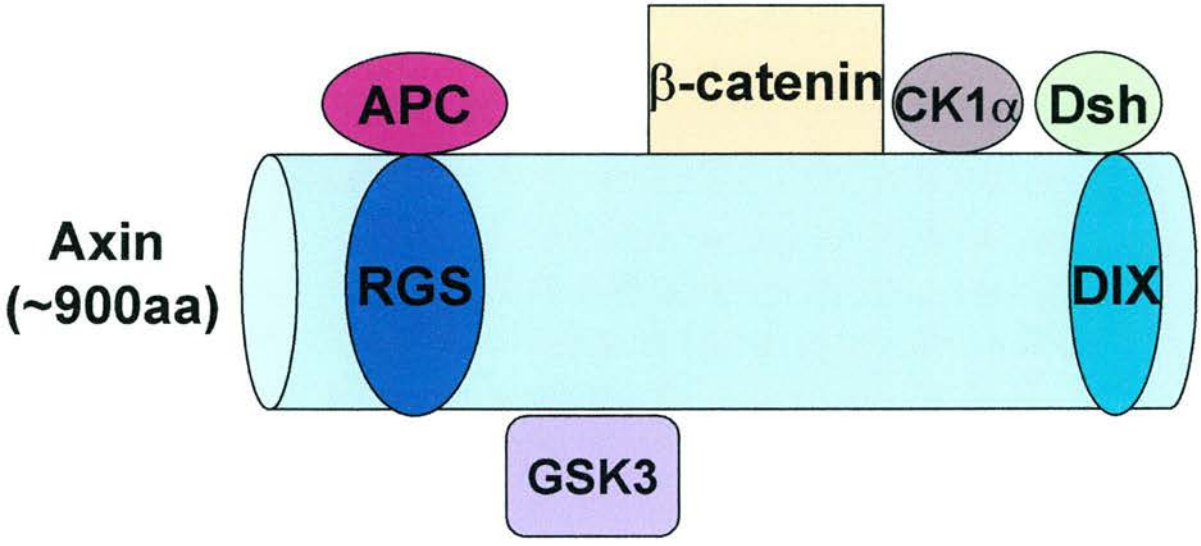 APC
β-catenin
CK1α
Dsh
Axin
(~900aa)
RGS
DIX
GSK3